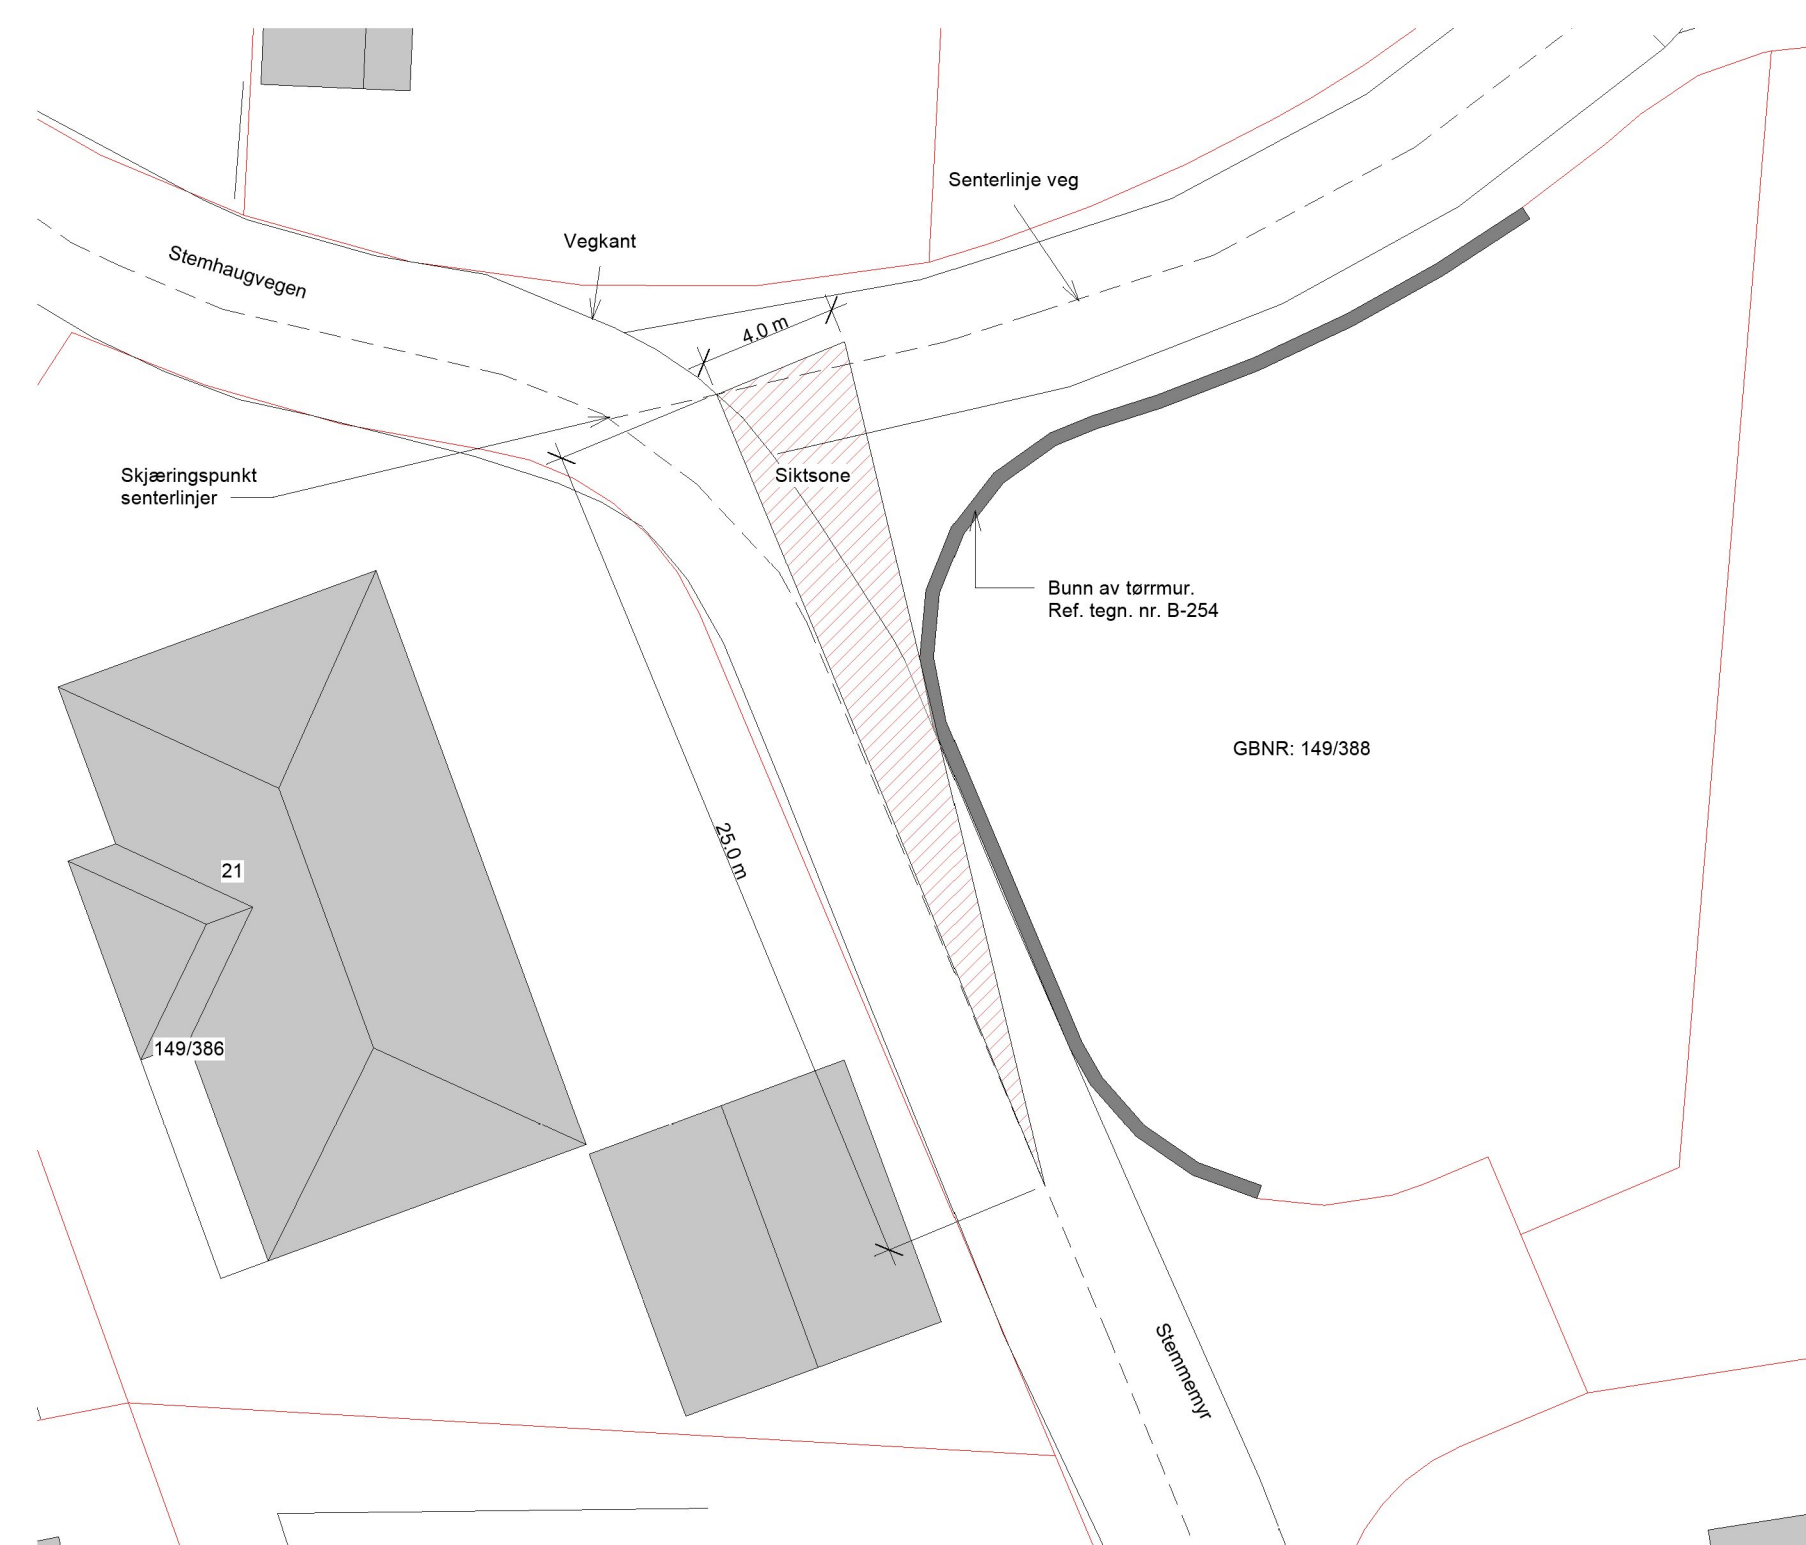 Senterlinje veg
Vegkant
Stemhaugvegen
4.0 m
Skjæringspunkt
senterlinjer
Siktsone
Bunn av tørrmur.
Ref. tegn. nr. B-254
GBNR: 149/388
25.0 m
21
149/386
Stemmemyr